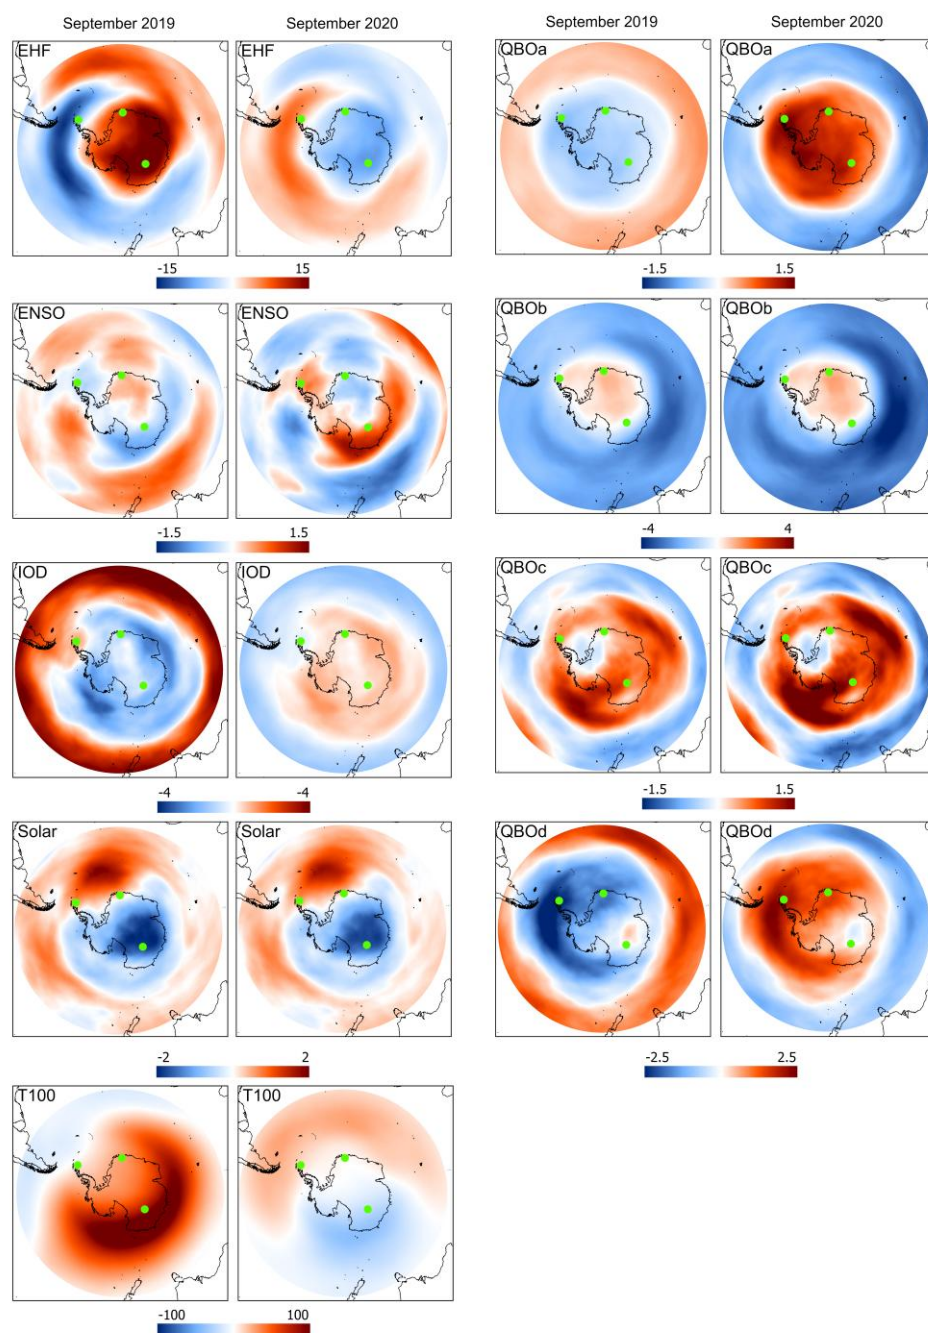 September 2019
September 2020
September 2019
September 2020
EHF
EHF
QBOa
QBOa
-15
15
-1.5
1.5
ENSO
ENSO
QBOb
QBOb
-1.5
1.5
-4
4
IOD
IOD
QBOc
QBOc
-4
-4
-1.5
1.5
Solar
Solar
QBOd
QBOd
-2
2
-2.5
2.5
T100
T100
-100
100